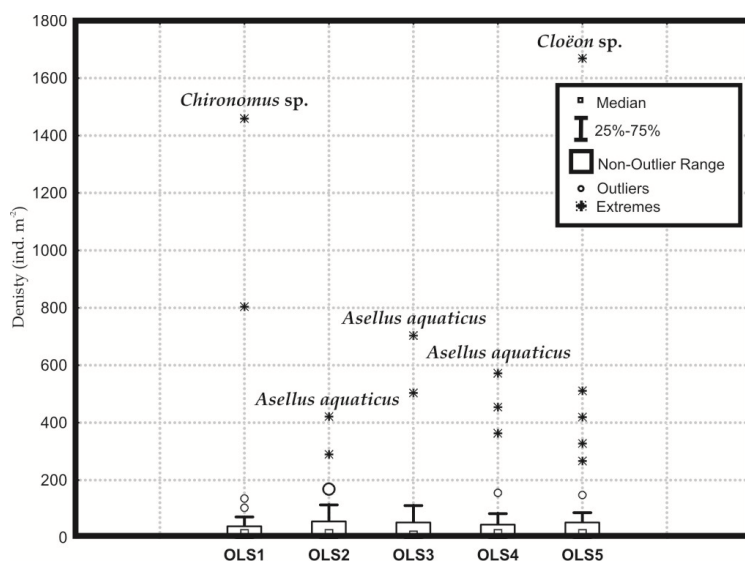 1800
1600
1400
1200
1000
800
600
400
200
0
Denisty (ind. m-2)
Cloëon sp.
Chironomus sp.
Asellus aquaticus
Asellus aquaticus
Asellus aquaticus
Median
25%-75%
Non-Outlier Range
Outliers
Extremes
OLS1 OLS2 OLS3 OLS4 OLS5